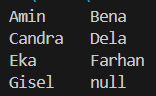 Amin Bena
Candra Dela
Eka Farhan
Gisel null